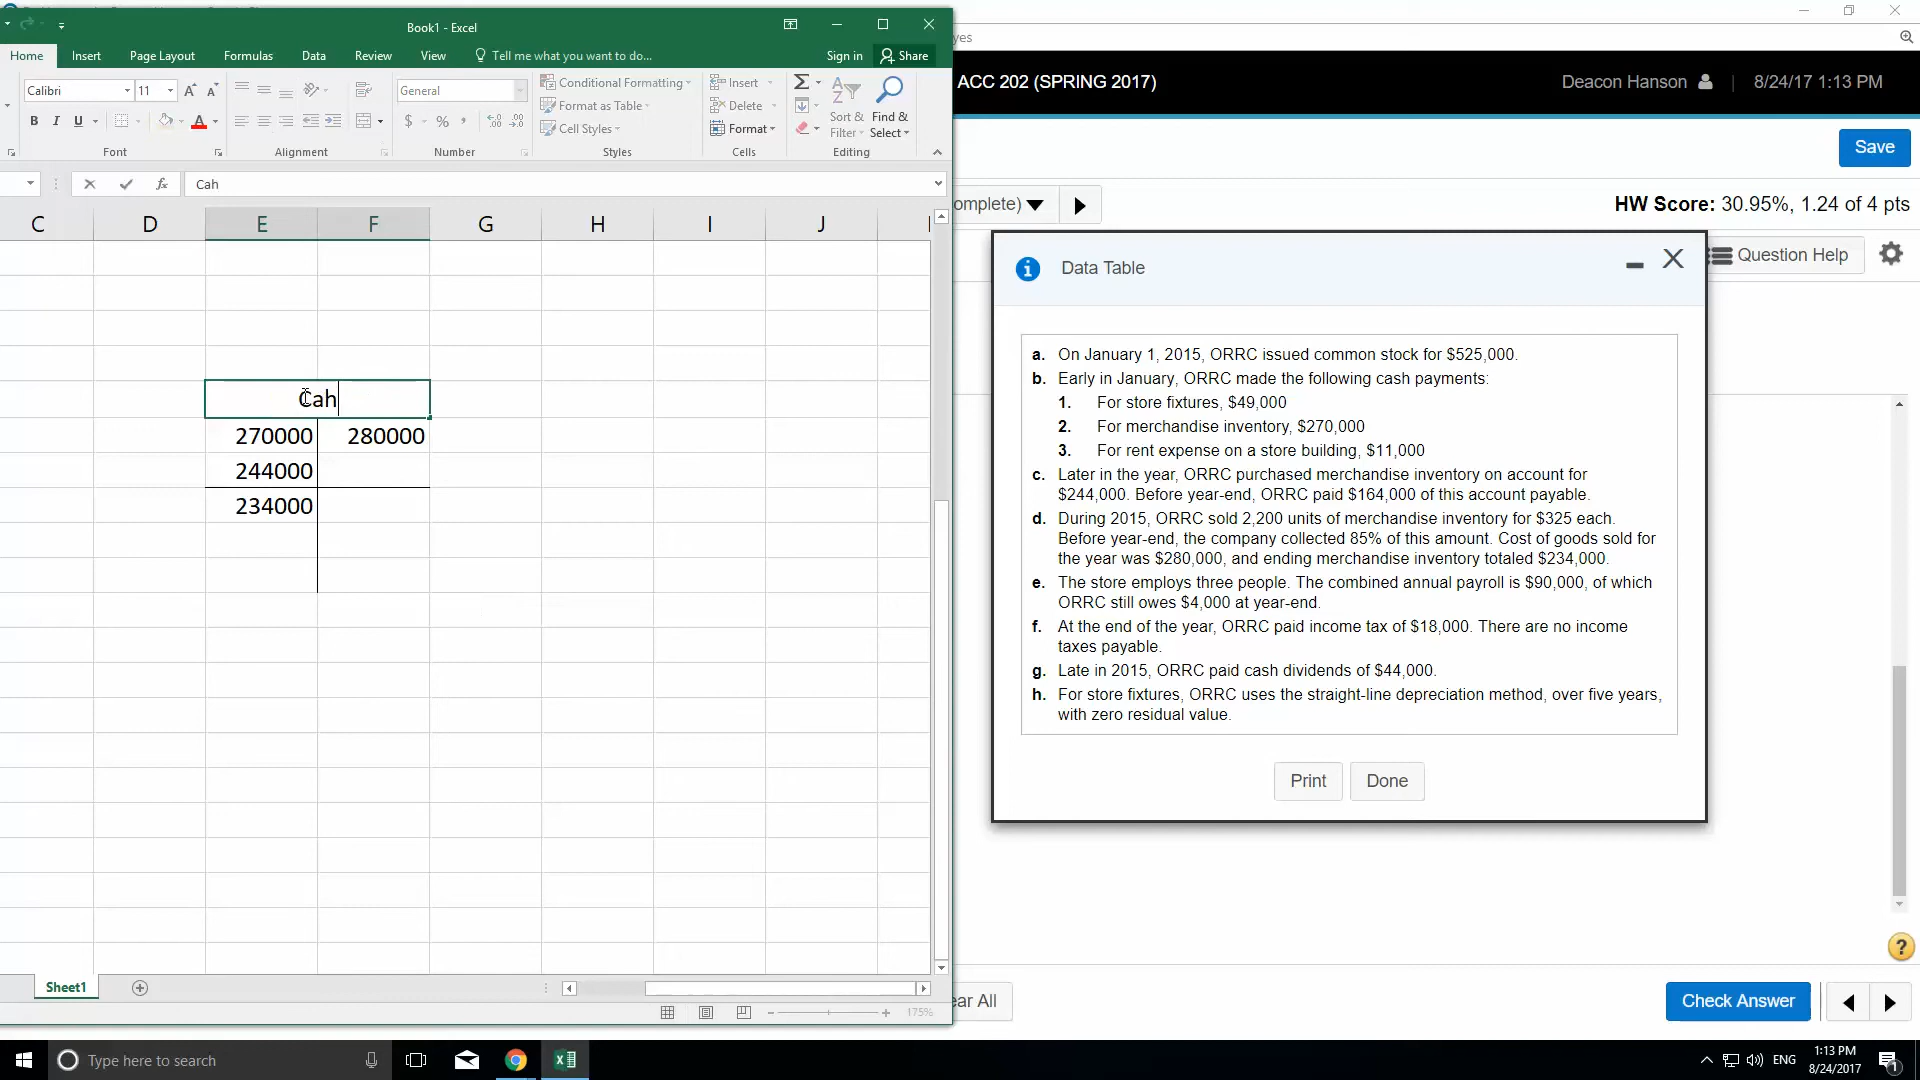 Book1 - Excel
Home Insert Page Layout Formulas Data Review View Tell me what you want to do... Sign in Share
Calibri 11 A A General Conditional Formatting Insert
Format as Table Delete
B I U A $ % , Cell Styles Format Sort & Filter Find & Select
Font Alignment Number Styles Cells Editing
Cah
C D E F G H I J
Cah
270000 280000
244000
234000
Sheet1
175%
yes
ACC 202 (SPRING 2017) Deacon Hanson | 8/24/17 1:13 PM
Save
omplete) HW Score: 30.95%, 1.24 of 4 pts
Question Help
Data Table
a. On January 1, 2015, ORRC issued common stock for $525,000.
b. Early in January, ORRC made the following cash payments:
1. For store fixtures, $49,000
2. For merchandise inventory, $270,000
3. For rent expense on a store building, $11,000
c. Later in the year, ORRC purchased merchandise inventory on account for
$244,000. Before year-end, ORRC paid $164,000 of this account payable.
d. During 2015, ORRC sold 2,200 units of merchandise inventory for $325 each.
Before year-end, the company collected 85% of this amount. Cost of goods sold for
the year was $280,000, and ending merchandise inventory totaled $234,000.
e. The store employs three people. The combined annual payroll is $90,000, of which
ORRC still owes $4,000 at year-end.
f. At the end of the year, ORRC paid income tax of $18,000. There are no income
taxes payable.
g. Late in 2015, ORRC paid cash dividends of $44,000.
h. For store fixtures, ORRC uses the straight-line depreciation method, over five years,
with zero residual value.
Print Done
?
ear All Check Answer
Type here to search ENG 1:13 PM
8/24/2017